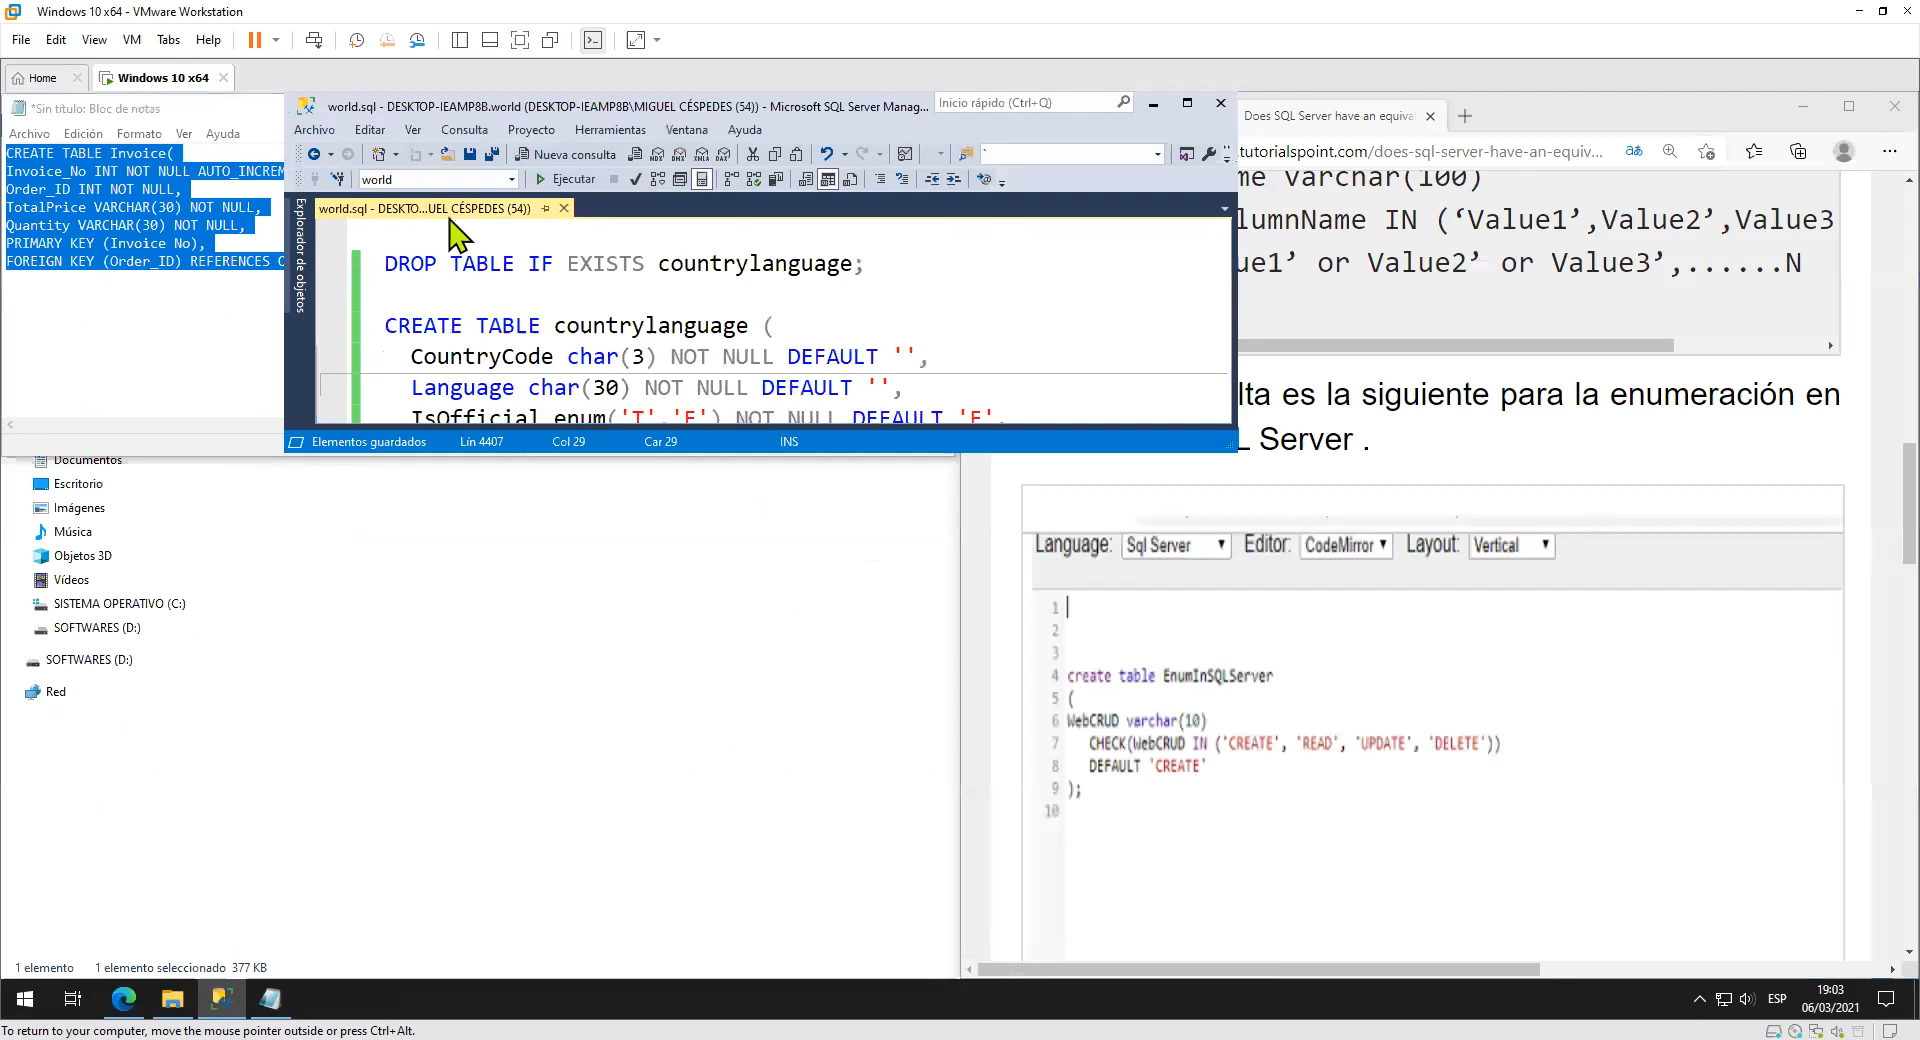 Windows 10 x64 - VMware Workstation
File Edit View VM Tabs Help
Home
Windows 10 x64
*Sin título: Bloc de notas
Archivo Edición Formato Ver Ayuda
CREATE TABLE Invoice(
Invoice_No INT NOT NULL AUTO_INCREM
Order_ID INT NOT NULL,
TotalPrice VARCHAR(30) NOT NULL,
Quantity VARCHAR(30) NOT NULL,
PRIMARY KEY (Invoice No),
FOREIGN KEY (Order_ID) REFERENCES O
world.sql - DESKTOP-IEAMP8B.world (DESKTOP-IEAMP8B\MIGUEL CÉSPEDES (54)) - Microsoft SQL Server Manag...
Inicio rápido (Ctrl+Q)
Archivo Editar Ver Consulta Proyecto Herramientas Ventana Ayuda
Nueva consulta
MDX DMX XMLA DAX
world
Ejecutar
Explorador de objetos
world.sql - DESKTO...UEL CÉSPEDES (54))
DROP TABLE IF EXISTS countrylanguage;
CREATE TABLE countrylanguage (
CountryCode char(3) NOT NULL DEFAULT '',
Language char(30) NOT NULL DEFAULT '',
IsOfficial enum('T','F') NOT NULL DEFAULT 'F',
Elementos guardados Lín 4407 Col 29 Car 29 INS
Does SQL Server have an equiva
tutorialspoint.com/does-sql-server-have-an-equiv...
me varchar(100)
lumnName IN (‘Value1’,Value2’,Value3
ue1’ or Value2’ or Value3’,......N
lta es la siguiente para la enumeración en
L Server .
Language: Sql Server Editor: CodeMirror Layout: Vertical
1
2
3
4 create table EnumInSQLServer
5 (
6 WebCRUD varchar(10)
7 CHECK(WebCRUD IN ('CREATE', 'READ', 'UPDATE', 'DELETE'))
8 DEFAULT 'CREATE'
9 );
10
Documentos
Escritorio
Imágenes
Música
Objetos 3D
Vídeos
SISTEMA OPERATIVO (C:)
SOFTWARES (D:)
SOFTWARES (D:)
Red
1 elemento 1 elemento seleccionado 377 KB
ESP
19:03
06/03/2021
To return to your computer, move the mouse pointer outside or press Ctrl+Alt.